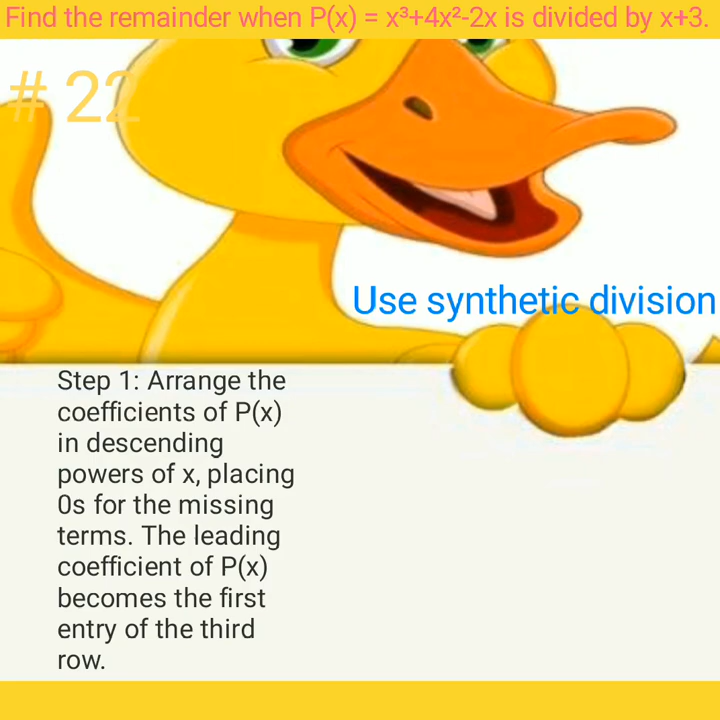 Find the remainder when P(x) = x³+4x²-2x is divided by x+3.
# 22
Use synthetic division
Step 1: Arrange the
coefficients of P(x)
in descending
powers of x, placing
0s for the missing
terms. The leading
coefficient of P(x)
becomes the first
entry of the third
row.